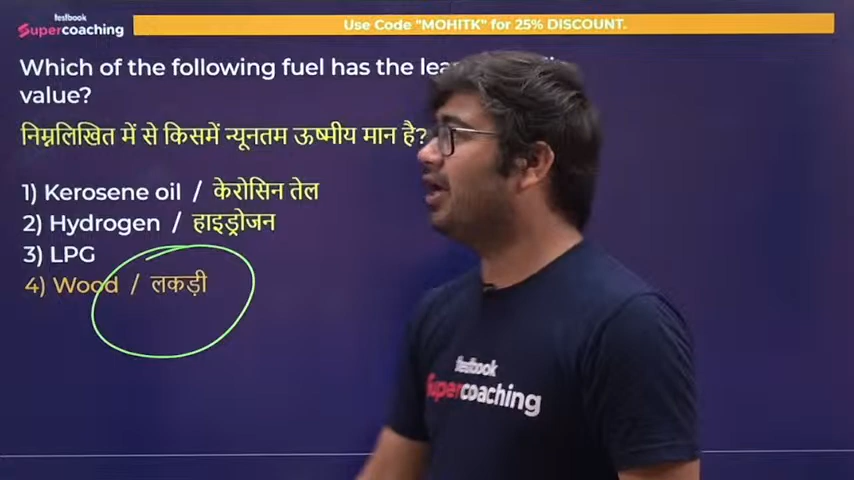 testbook
Supercoaching
Use Code "MOHITK" for 25% DISCOUNT.
Which of the following fuel has the
value?
निम्नलिखित में से किसमें न्यूनतम ऊष्मीय मान है?
1) Kerosene oil / केरोसिन तेल
2) Hydrogen / हाइड्रोजन
3) LPG
4) Wood / लकड़ी
testbook
Supercoaching